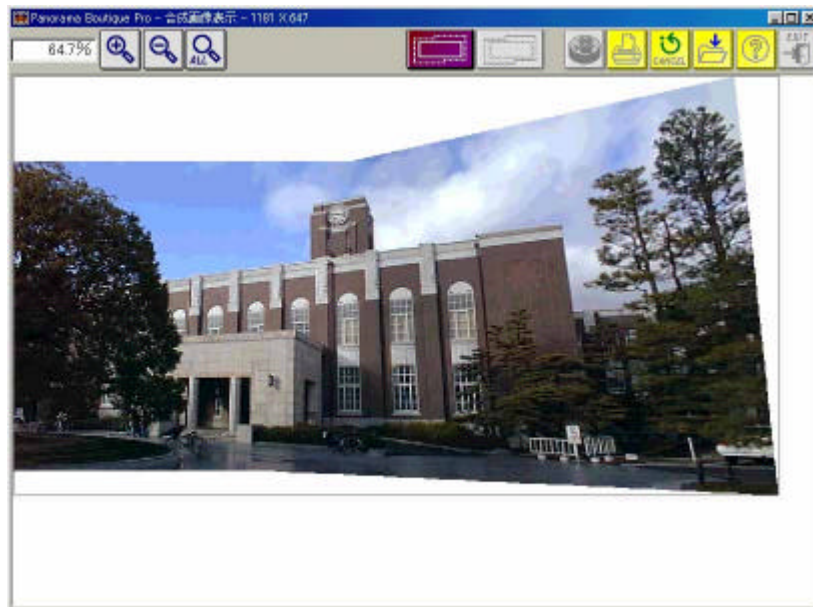 Panorama Boutique Pro - 合成画像表示 - 1181 X 647
64.7%
ALL
CANCEL
?
EXIT